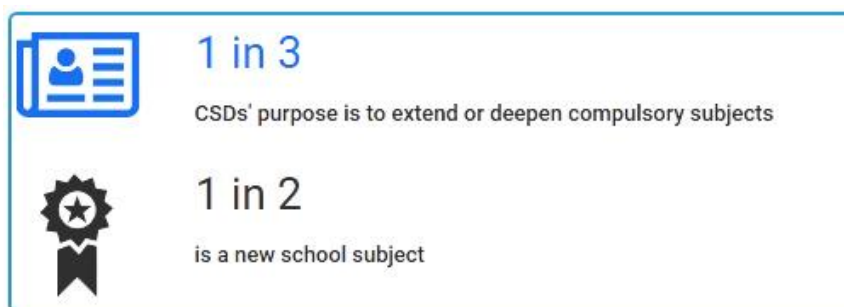 1 in 3
CSDs' purpose is to extend or deepen compulsory subjects
1 in 2
is a new school subject